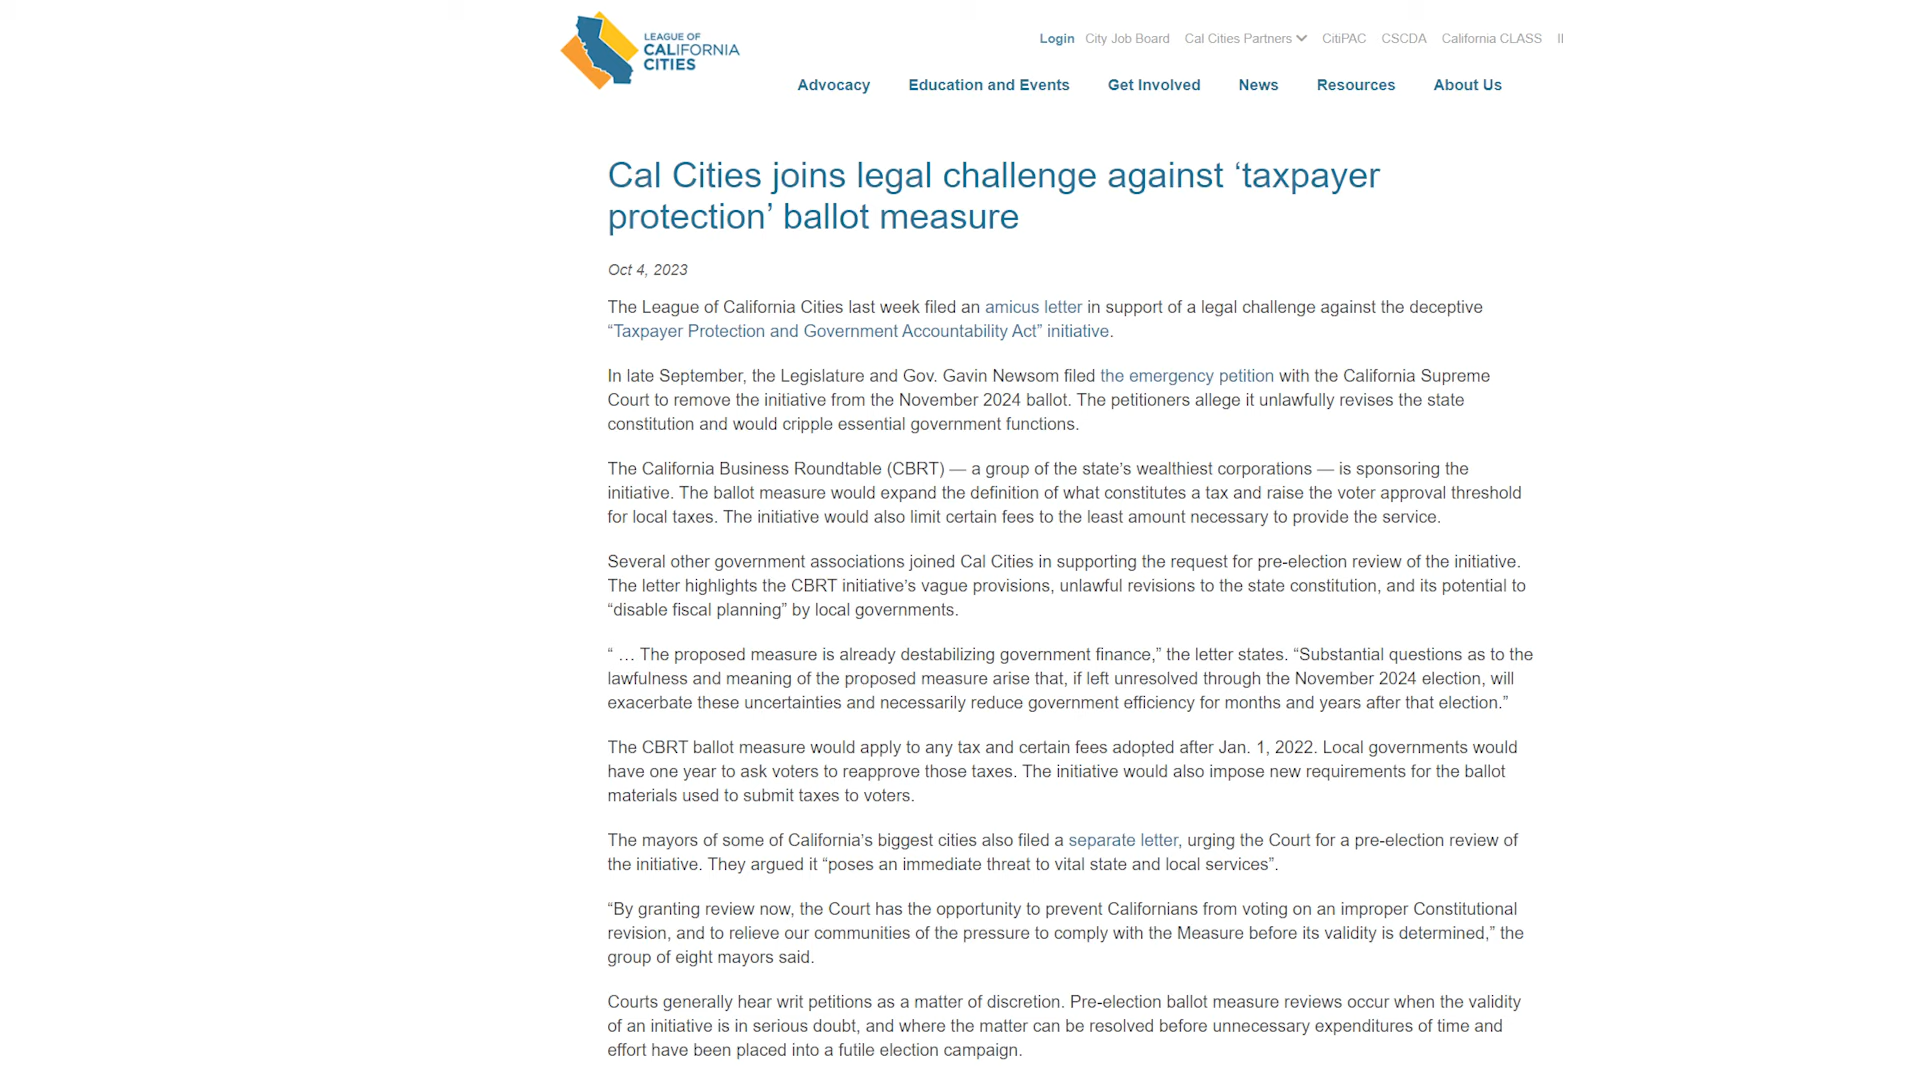 LEAGUE OF
CALIFORNIA
CITIES
Login City Job Board Cal Cities Partners CitiPAC CSCDA California CLASS II
Advocacy Education and Events Get Involved News Resources About Us
Cal Cities joins legal challenge against ‘taxpayer
protection’ ballot measure
Oct 4, 2023
The League of California Cities last week filed an amicus letter in support of a legal challenge against the deceptive
“Taxpayer Protection and Government Accountability Act” initiative.
In late September, the Legislature and Gov. Gavin Newsom filed the emergency petition with the California Supreme
Court to remove the initiative from the November 2024 ballot. The petitioners allege it unlawfully revises the state
constitution and would cripple essential government functions.
The California Business Roundtable (CBRT) — a group of the state’s wealthiest corporations — is sponsoring the
initiative. The ballot measure would expand the definition of what constitutes a tax and raise the voter approval threshold
for local taxes. The initiative would also limit certain fees to the least amount necessary to provide the service.
Several other government associations joined Cal Cities in supporting the request for pre-election review of the initiative.
The letter highlights the CBRT initiative’s vague provisions, unlawful revisions to the state constitution, and its potential to
“disable fiscal planning” by local governments.
“ … The proposed measure is already destabilizing government finance,” the letter states. “Substantial questions as to the
lawfulness and meaning of the proposed measure arise that, if left unresolved through the November 2024 election, will
exacerbate these uncertainties and necessarily reduce government efficiency for months and years after that election.”
The CBRT ballot measure would apply to any tax and certain fees adopted after Jan. 1, 2022. Local governments would
have one year to ask voters to reapprove those taxes. The initiative would also impose new requirements for the ballot
materials used to submit taxes to voters.
The mayors of some of California’s biggest cities also filed a separate letter, urging the Court for a pre-election review of
the initiative. They argued it “poses an immediate threat to vital state and local services”.
“By granting review now, the Court has the opportunity to prevent Californians from voting on an improper Constitutional
revision, and to relieve our communities of the pressure to comply with the Measure before its validity is determined,” the
group of eight mayors said.
Courts generally hear writ petitions as a matter of discretion. Pre-election ballot measure reviews occur when the validity
of an initiative is in serious doubt, and where the matter can be resolved before unnecessary expenditures of time and
effort have been placed into a futile election campaign.